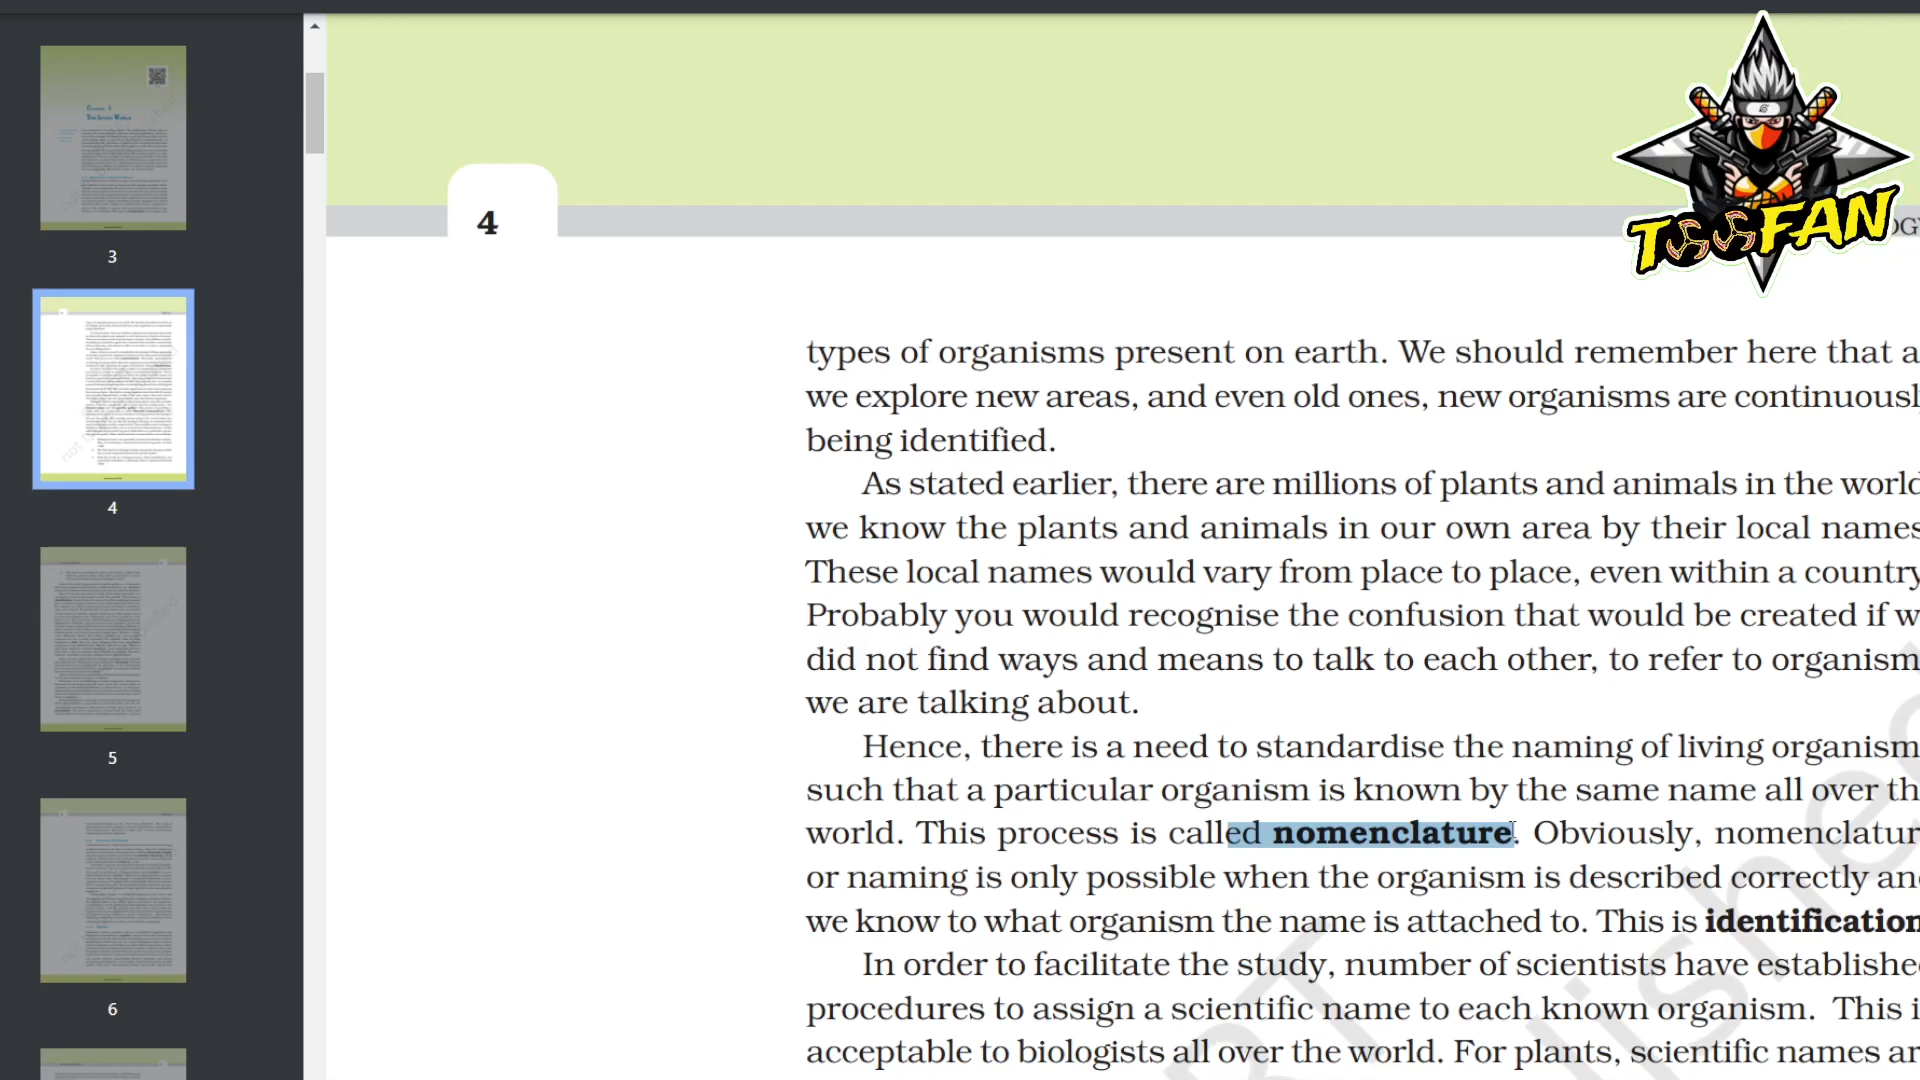 TOOFAN
4
types of organisms present on earth. We should remember here that a
we explore new areas, and even old ones, new organisms are continuousl
being identified.
As stated earlier, there are millions of plants and animals in the world
we know the plants and animals in our own area by their local names
These local names would vary from place to place, even within a country
Probably you would recognise the confusion that would be created if w
did not find ways and means to talk to each other, to refer to organism
we are talking about.
Hence, there is a need to standardise the naming of living organism
such that a particular organism is known by the same name all over th
world. This process is called nomenclature. Obviously, nomenclatur
or naming is only possible when the organism is described correctly and
we know to what organism the name is attached to. This is identification
In order to facilitate the study, number of scientists have established
procedures to assign a scientific name to each known organism. This i
acceptable to biologists all over the world. For plants, scientific names ar
3
4
5
6